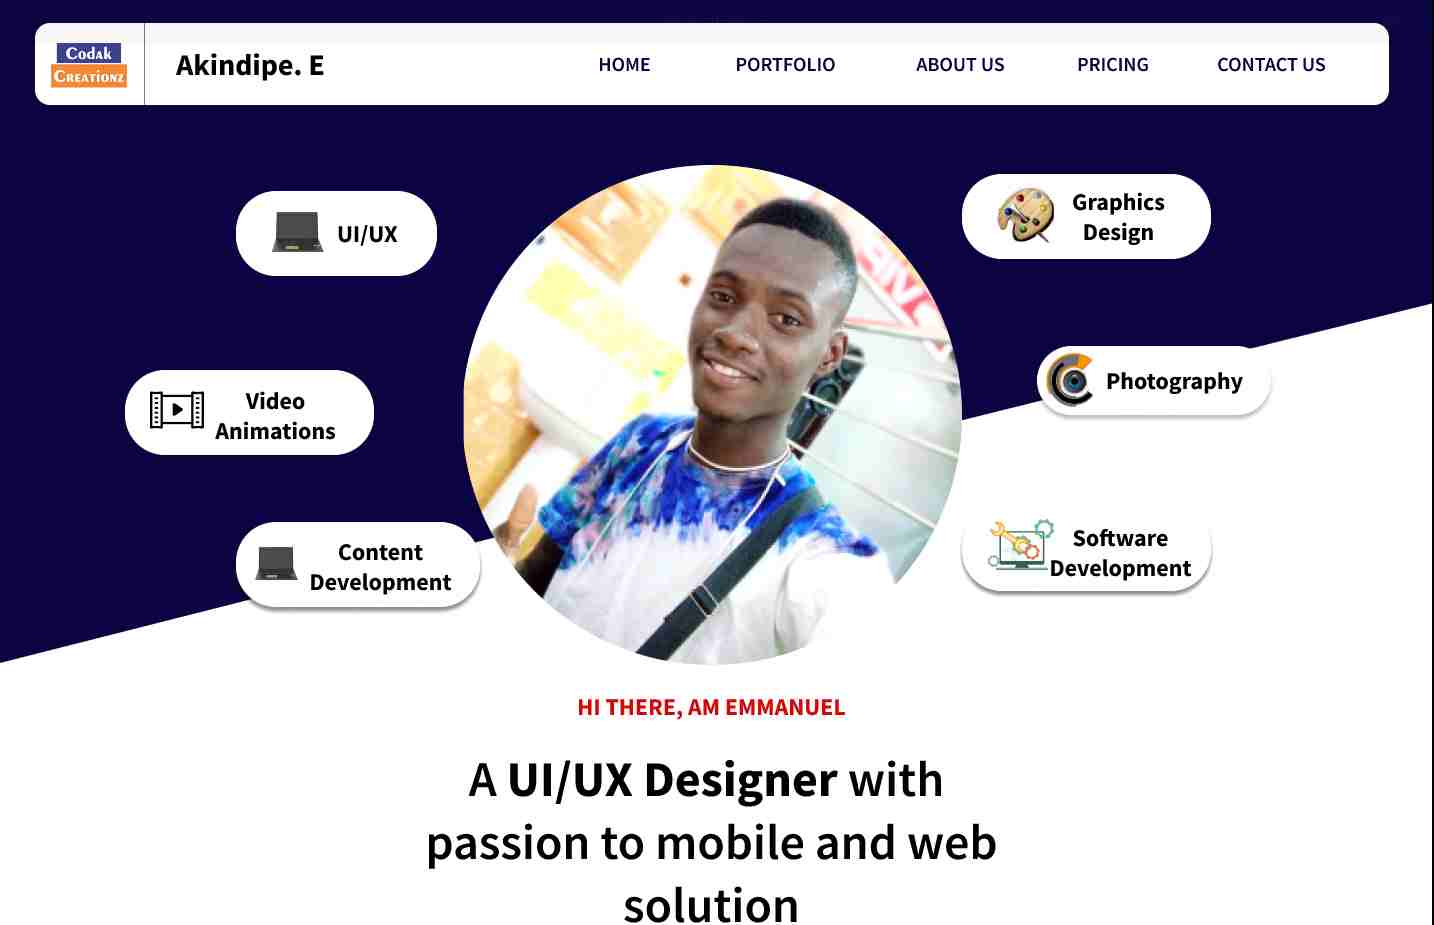 Codak
Creationz
Akindipe. E
HOME
PORTFOLIO
ABOUT US
PRICING
CONTACT US
UI/UX
Graphics
Design
Video
Animations
Photography
Content
Development
Software
Development
HI THERE, AM EMMANUEL
A UI/UX Designer with
passion to mobile and web
solution